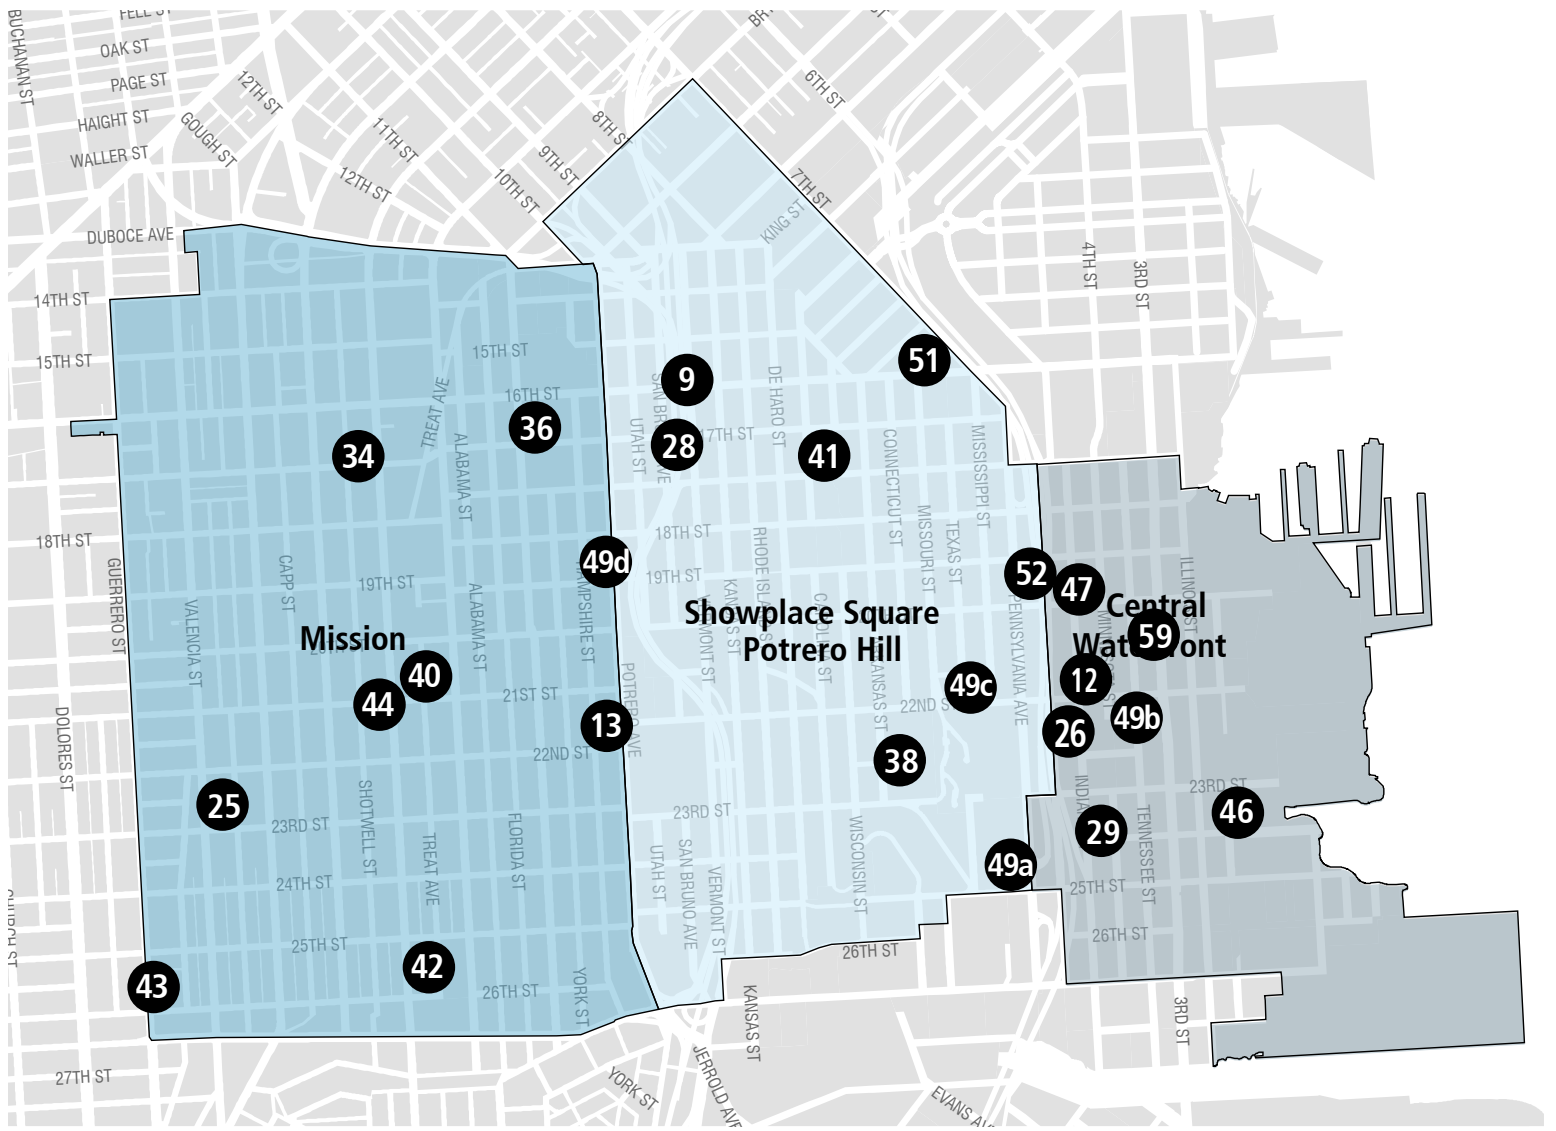 BUCHANAN ST
FELL ST
OAK ST
PAGE ST
HAIGHT ST
WALLER ST
12TH ST
GOUGH ST
11TH ST
12TH ST
10TH ST
9TH ST
8TH ST
6TH ST
7TH ST
KING ST
4TH ST
3RD ST
DUBOCE AVE
14TH ST
15TH ST
15TH ST
16TH ST
TREAT AVE
ALABAMA ST
UTAH ST
17TH ST
DE HARO ST
CONNECTICUT ST
MISSISSIPPI ST
9
51
36
28
34
41
18TH ST
18TH ST
GUERRERO ST
CAPP ST
19TH ST
19TH ST
VALENCIA ST
ALABAMA ST
HAMPSHIRE ST
KANSAS ST
VERMONT ST
MISSOURI ST
TEXAS ST
PENNSYLVANIA AVE
49d
52
47
Showplace Square
Potrero Hill
Mission
Central
Waterfront
59
40
44
12
49c
49b
13
26
38
21ST ST
22ND ST
POTRERO AVE
DOLORES ST
25
23RD ST
23RD ST
23RD ST
46
29
SHOTWELL ST
TREAT AVE
FLORIDA ST
UTAH ST
SAN BRUNO AVE
VERMONT ST
WISCONSIN ST
TENNESSEE ST
49a
24TH ST
25TH ST
25TH ST
26TH ST
26TH ST
26TH ST
42
43
YORK ST
KANSAS ST
3RD ST
27TH ST
YORK ST
JERROLD AVE